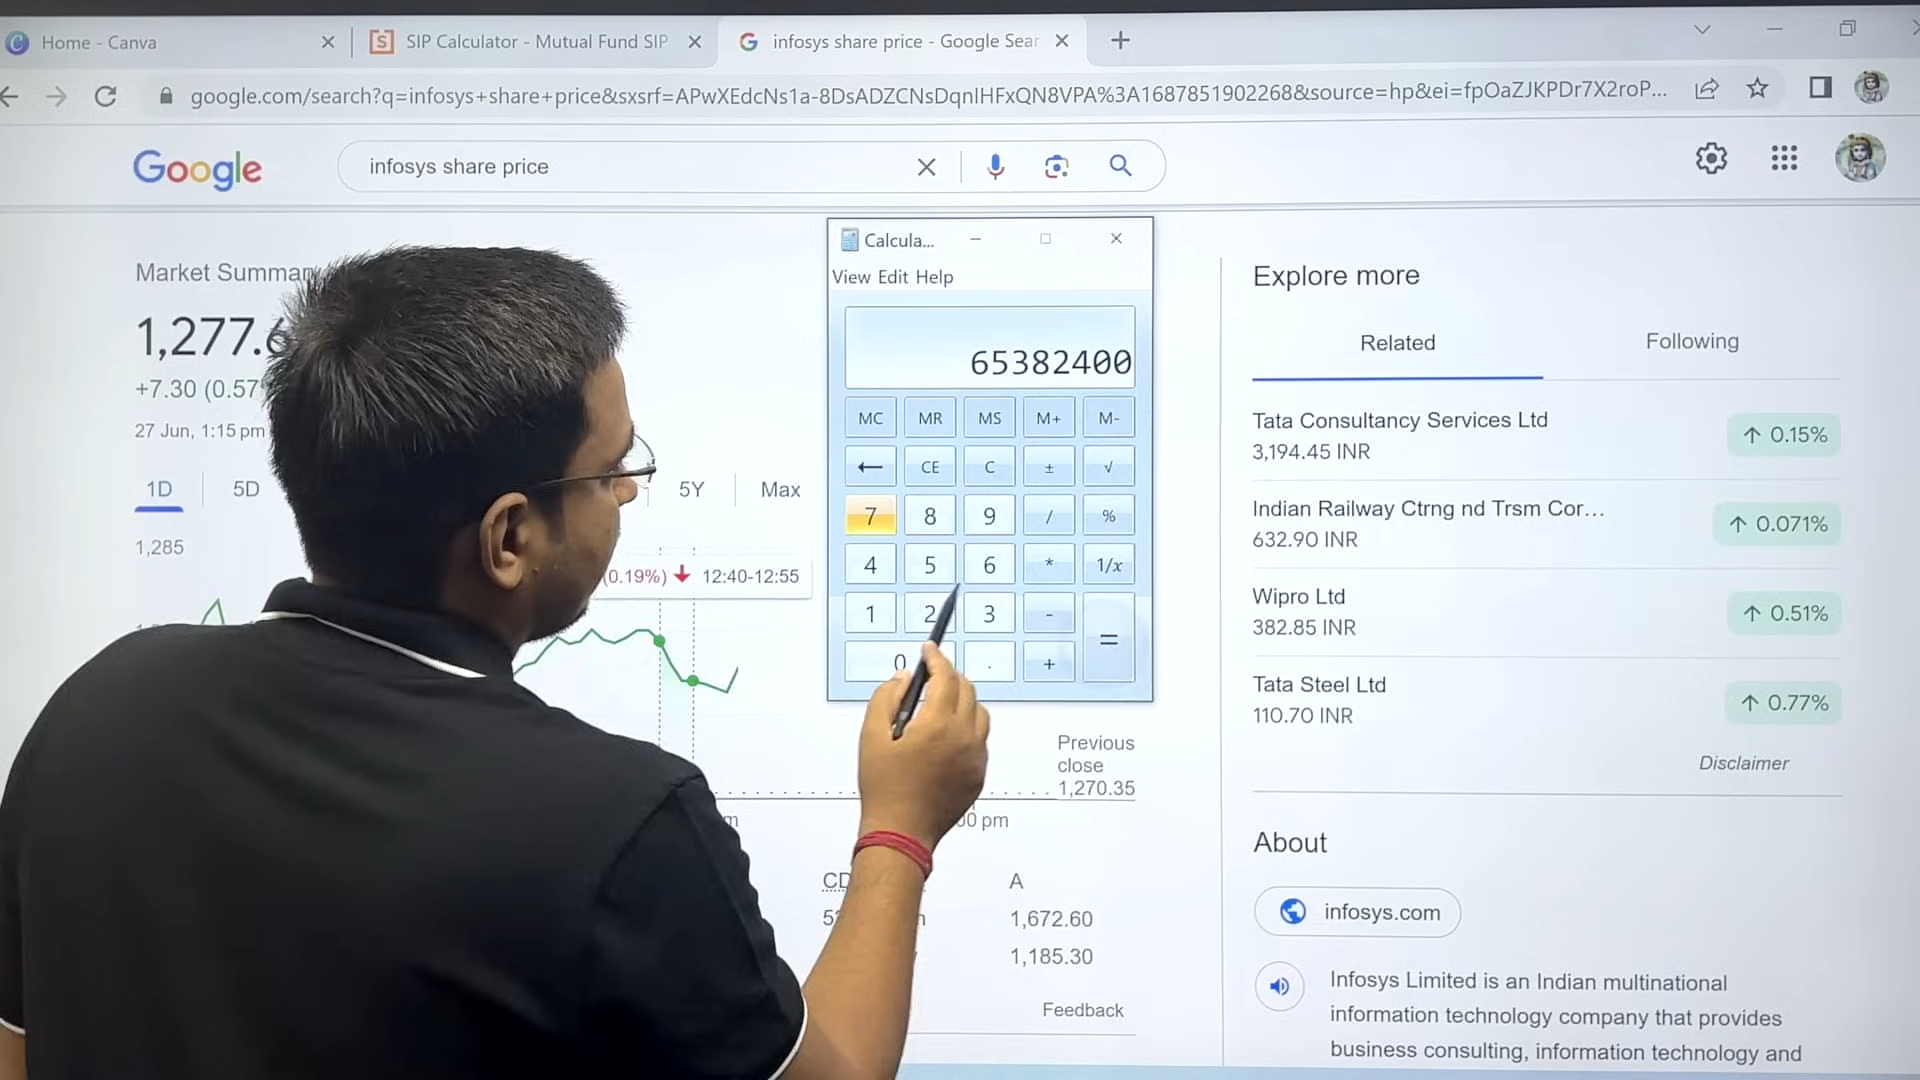 Home - Canva
SIP Calculator - Mutual Fund SIP
infosys share price - Google Sear
google.com/search?q=infosys+share+price&sxsrf=APwXEdcNs1a-8DsADZCNsDqnIHFxQN8VPA%3A1687851902268&source=hp&ei=fpOaZJKPDr7X2roP...
Google
infosys share price
Market Summary
1,277.6
+7.30 (0.57
27 Jun, 1:15 pm
1D
5D
5Y
Max
1,285
(0.19%) 12:40-12:55
Previous
close
1,270.35
00 pm
A
1,672.60
1,185.30
Feedback
Calcula...
View Edit Help
65382400
MC MR MS M+ M-
← CE C ± √
7 8 9 / %
4 5 6 * 1/x
1 2 3 - =
0 . +
Explore more
Related
Following
Tata Consultancy Services Ltd
3,194.45 INR
↑ 0.15%
Indian Railway Ctrng nd Trsm Cor...
632.90 INR
↑ 0.071%
Wipro Ltd
382.85 INR
↑ 0.51%
Tata Steel Ltd
110.70 INR
↑ 0.77%
Disclaimer
About
infosys.com
Infosys Limited is an Indian multinational
information technology company that provides
business consulting, information technology and